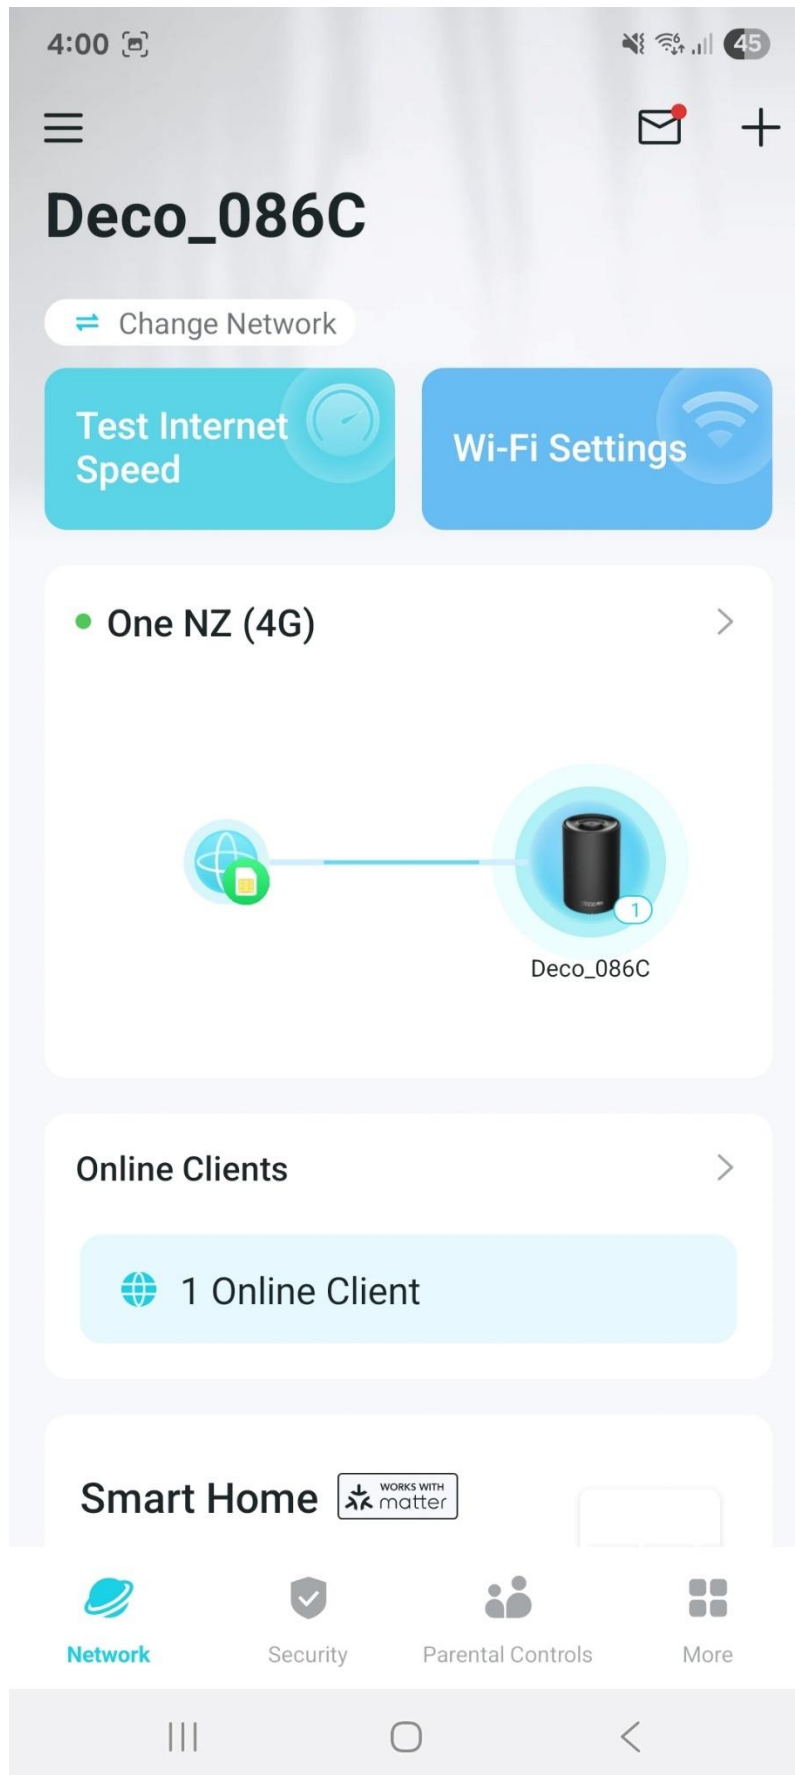 4:00
45
Deco_086C
Change Network
Test Internet
Speed
Wi-Fi Settings
One NZ (4G)
1
Deco_086C
Online Clients
1 Online Client
Smart Home
WORKS WITH
matter
Network
Security
Parental Controls
More